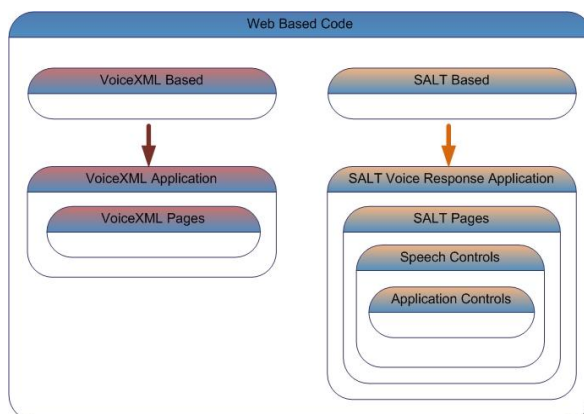 Web Based Code
VoiceXML Based
SALT Based
VoiceXML Application
SALT Voice Response Application
VoiceXML Pages
SALT Pages
Speech Controls
Application Controls